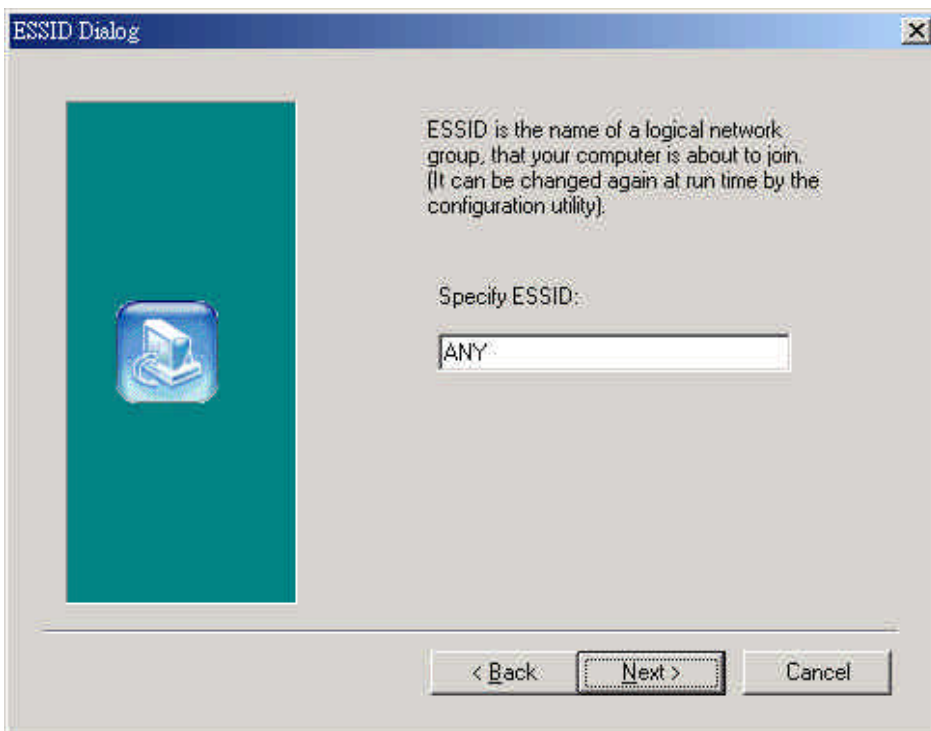 ESSID Dialog
ESSID is the name of a logical network
group, that your computer is about to join.
(It can be changed again at run time by the
configuration utility).
Specify ESSID:
ANY
< Back
Next >
Cancel